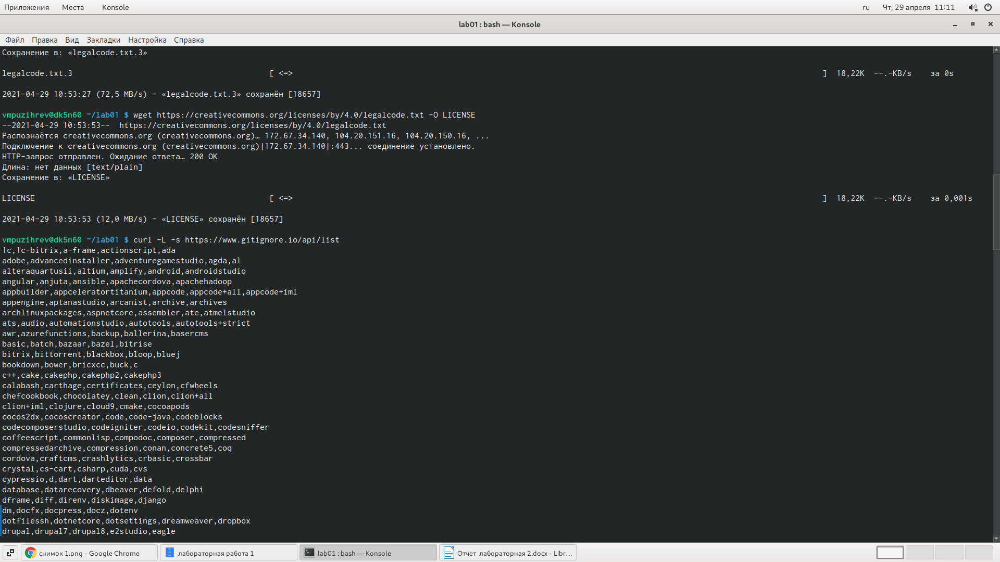 Приложения Места Konsole ru Чт, 29 апреля 11:11
lab01 : bash — Konsole
Файл Правка Вид Закладки Настройка Справка
Сохранение в: «legalcode.txt.3»
legalcode.txt.3 [ <=> ] 18,22K --.-KB/s за 0s
2021-04-29 10:53:27 (72,5 MB/s) - «legalcode.txt.3» сохранён [18657]
vmpuzihrev@dk5n60 ~/lab01 $ wget https://creativecommons.org/licenses/by/4.0/legalcode.txt -O LICENSE
--2021-04-29 10:53:53-- https://creativecommons.org/licenses/by/4.0/legalcode.txt
Распознаётся creativecommons.org (creativecommons.org)… 172.67.34.140, 104.20.151.16, 104.20.150.16, ...
Подключение к creativecommons.org (creativecommons.org)|172.67.34.140|:443... соединение установлено.
HTTP-запрос отправлен. Ожидание ответа… 200 OK
Длина: нет данных [text/plain]
Сохранение в: «LICENSE»
LICENSE [ <=> ] 18,22K --.-KB/s за 0,001s
2021-04-29 10:53:53 (12,0 MB/s) - «LICENSE» сохранён [18657]
vmpuzihrev@dk5n60 ~/lab01 $ curl -L -s https://www.gitignore.io/api/list
1c,1c-bitrix,a-frame,actionscript,ada
adobe,advancedinstaller,adventuregamestudio,agda,al
alteraquartusii,altium,amplify,android,androidstudio
angular,anjuta,ansible,apachecordova,apachehadoop
appbuilder,appceleratortitanium,appcode,appcode+all,appcode+iml
appengine,aptanastudio,arcanist,archive,archives
archlinuxpackages,aspnetcore,assembler,ate,atmelstudio
ats,audio,automationstudio,autotools,autotools+strict
awr,azurefunctions,backup,ballerina,basercms
basic,batch,bazaar,bazel,bitrise
bitrix,bittorrent,blackbox,bloop,bluej
bookdown,bower,bricxcc,buck,c
c++,cake,cakephp,cakephp2,cakephp3
calabash,carthage,certificates,ceylon,cfwheels
chefcookbook,chocolatey,clean,clion,clion+all
clion+iml,clojure,cloud9,cmake,cocoapods
cocos2dx,cocoscreator,code,code-java,codeblocks
codecomposerstudio,codeigniter,codeio,codekit,codesniffer
coffeescript,commonlisp,compodoc,composer,compressed
compressedarchive,compression,conan,concrete5,coq
cordova,craftcms,crashlytics,crbasic,crossbar
crystal,cs-cart,csharp,cuda,cvs
cypressio,d,dart,darteditor,data
database,datarecovery,dbeaver,defold,delphi
dframe,diff,direnv,diskimage,django
dm,docfx,docpress,docz,dotenv
dotfilessh,dotnetcore,dotsettings,dreamweaver,dropbox
drupal,drupal7,drupal8,e2studio,eagle
снимок 1.png - Google Chrome лабораторная работа 1 lab01 : bash — Konsole Отчет лабораторная 2.docx - Libr...